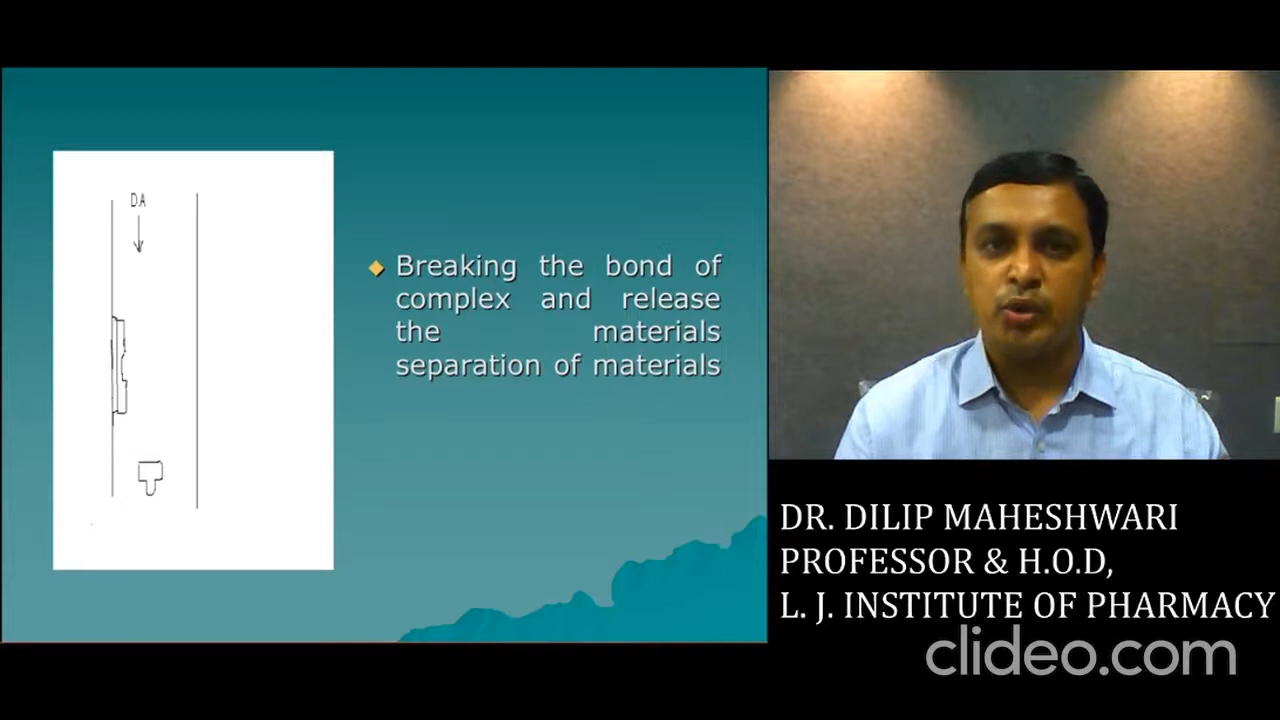 D.A
Breaking the bond of
complex and release
the materials
separation of materials
DR. DILIP MAHESHWARI
PROFESSOR & H.O.D,
L. J. INSTITUTE OF PHARMACY
clideo.com